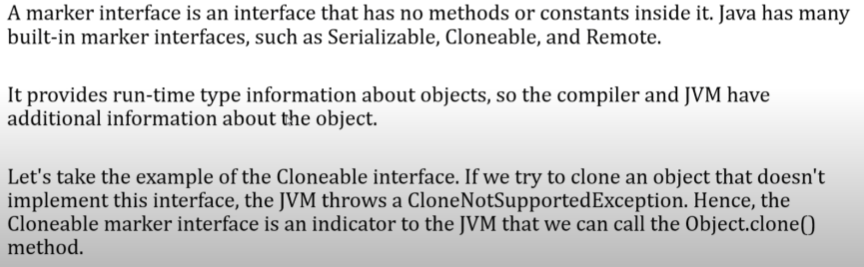 A marker interface is an interface that has no methods or constants inside it. Java has many
built-in marker interfaces, such as Serializable, Cloneable, and Remote.
It provides run-time type information about objects, so the compiler and JVM have
additional information about the object.
Let's take the example of the Cloneable interface. If we try to clone an object that doesn't
implement this interface, the JVM throws a CloneNotSupportedException. Hence, the
Cloneable marker interface is an indicator to the JVM that we can call the Object.clone()
method.